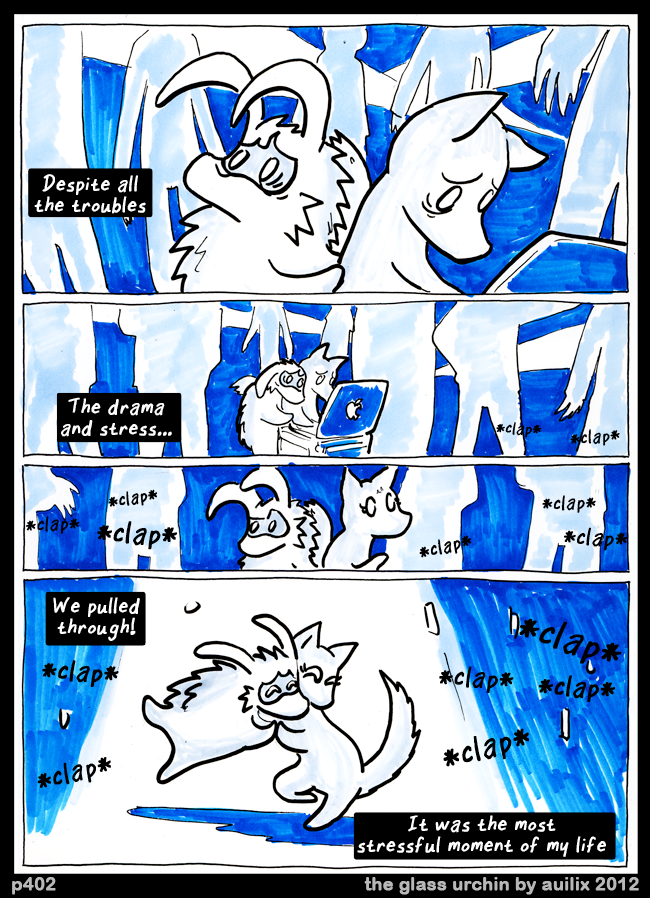 Despite all
the troubles
The drama
and stress...
*clap*
*clap*
*clap*
*clap*
*clap*
*clap*
*clap*
*clap*
We pulled
through!
*clap*
*clap*
*clap*
*clap*
*clap*
*clap*
It was the most
stressful moment of my life
p402
the glass urchin by auilix 2012